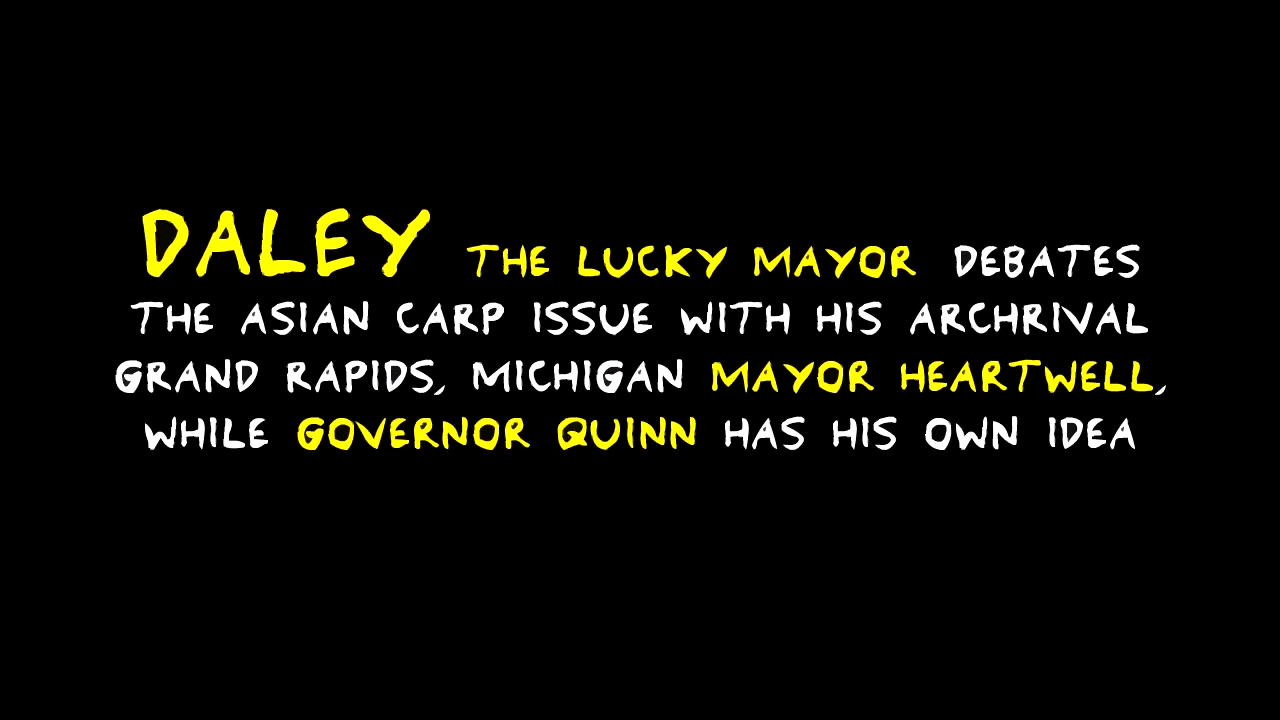 DALEY THE LUCKY MAYOR DEBATES
THE ASIAN CARP ISSUE WITH HIS ARCHRIVAL
GRAND RAPIDS, MICHIGAN MAYOR HEARTWELL,
WHILE GOVERNOR QUINN HAS HIS OWN IDEA